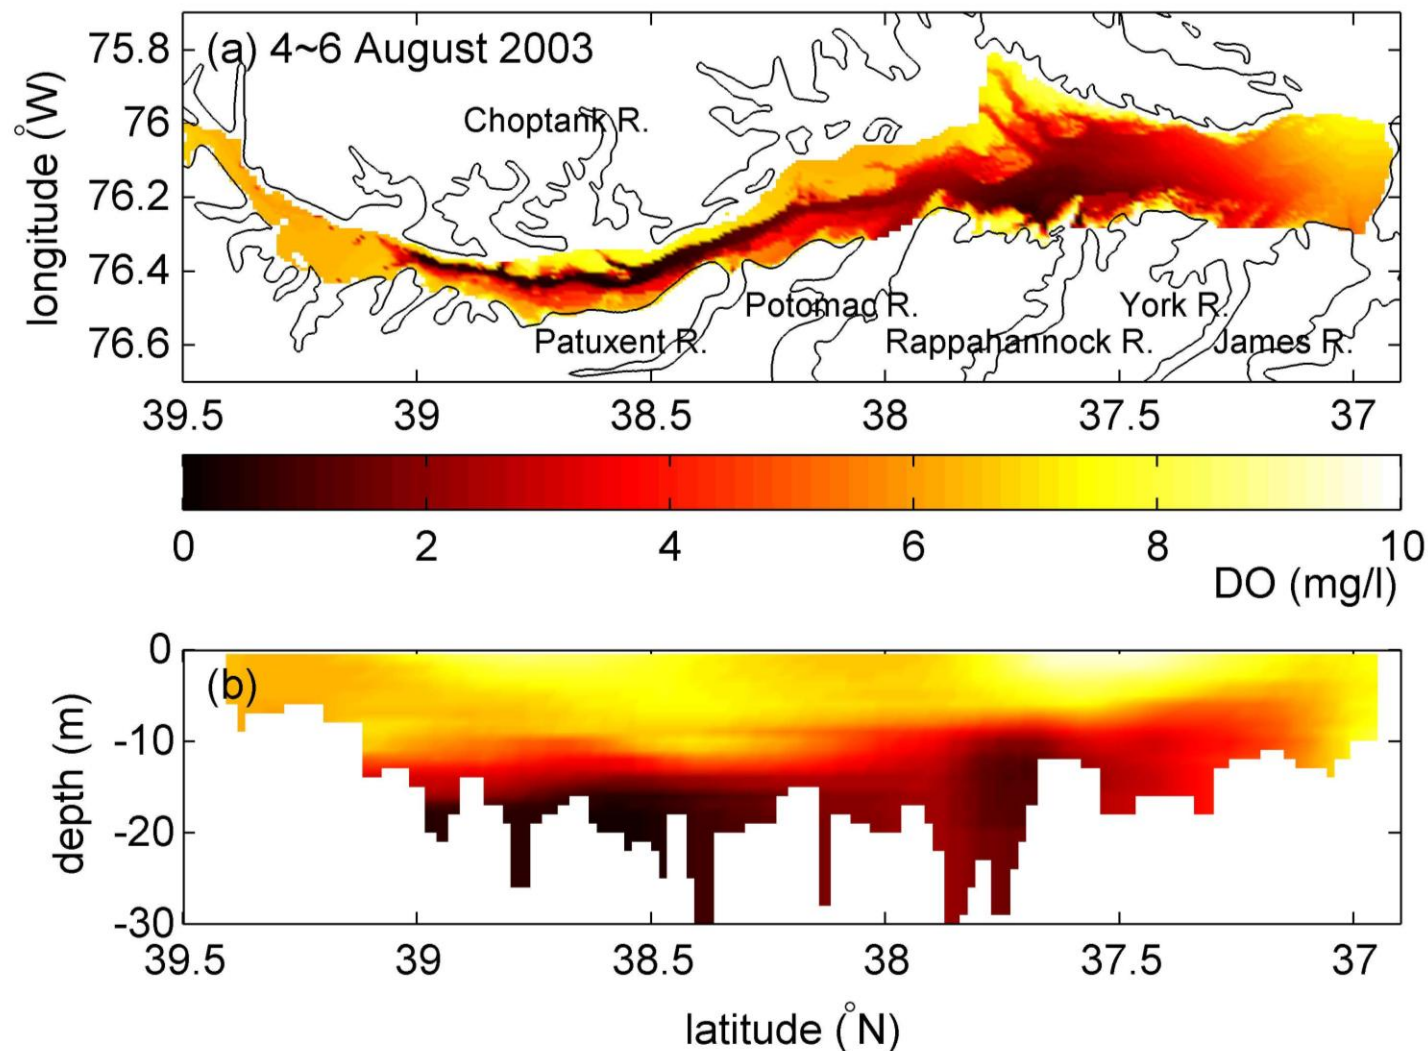 (a) 4~6 August 2003
75.8
76
76.2
76.4
76.6
longitude (°W)
Choptank R.
Potomac R.
York R.
Patuxent R.
Rappahannock R.
James R.
39.5 39 38.5 38 37.5 37
0 2 4 6 8 10
DO (mg/l)
(b)
0
-10
-20
-30
depth (m)
39.5 39 38.5 38 37.5 37
latitude (°N)